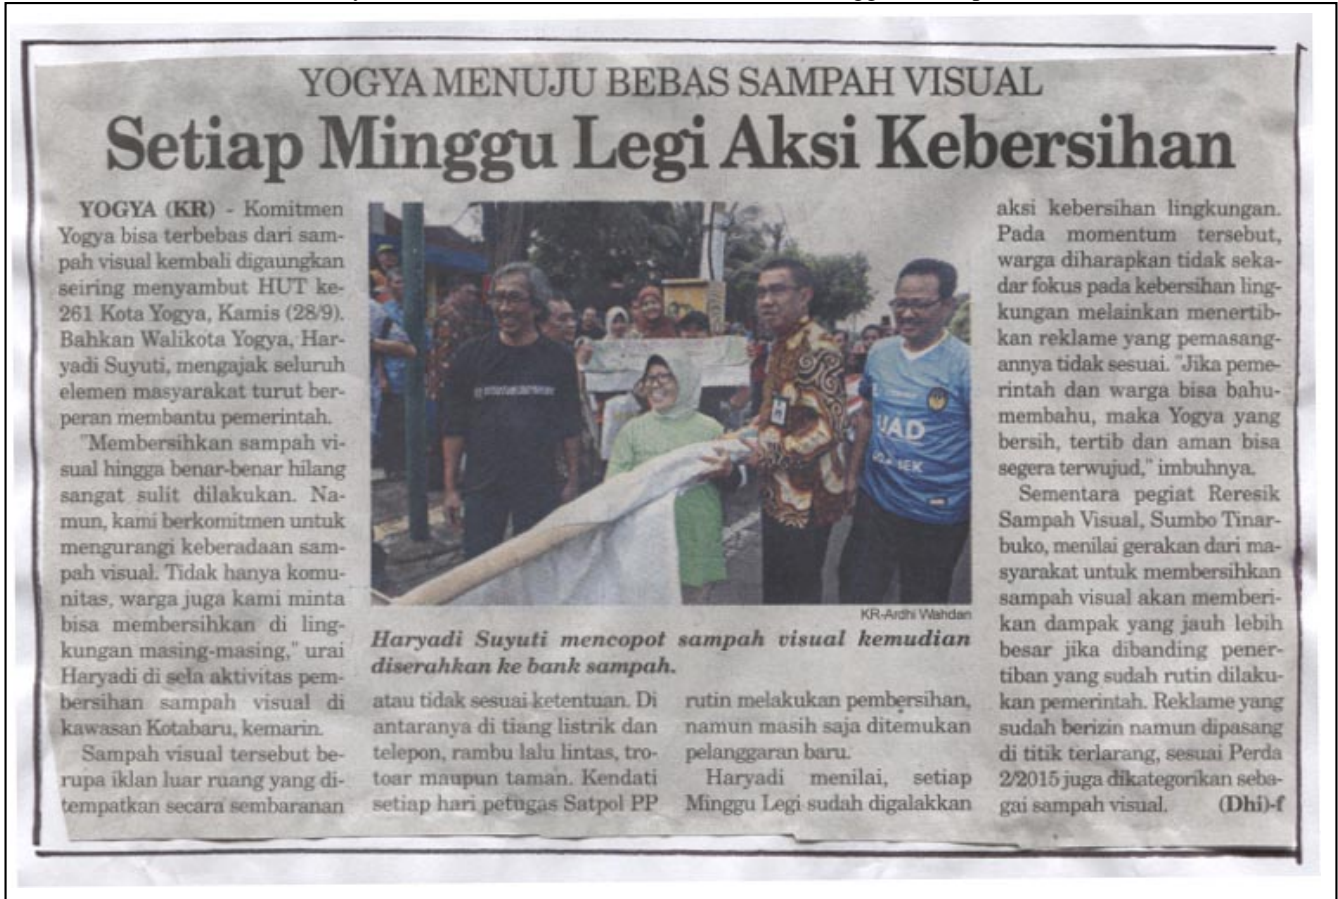 YOGYA MENUJU BEBAS SAMPAH VISUAL
Setiap Minggu Legi Aksi Kebersihan
YOGYA (KR) - Komitmen
Yogya bisa terbebas dari sam-
pah visual kembali digaungkan
seiring menyambut HUT ke-
261 Kota Yogya, Kamis (28/9).
Bahkan Walikota Yogya, Har-
yadi Suyuti, mengajak seluruh
elemen masyarakat turut ber-
peran membantu pemerintah.
"Membersihkan sampah vi-
sual hingga benar-benar hilang
sangat sulit dilakukan. Na-
mun, kami berkomitmen untuk
mengurangi keberadaan sam-
pah visual. Tidak hanya komu-
nitas, warga juga kami minta
bisa membersihkan di ling-
kungan masing-masing," urai
Haryadi di sela aktivitas pem-
bersihan sampah visual di
kawasan Kotabaru, kemarin.
Sampah visual tersebut be-
rupa iklan luar ruang yang di-
tempatkan secara sembaranan
UAD
KR-Ardhi Wahdan
Haryadi Suyuti mencopot sampah visual kemudian
diserahkan ke bank sampah.
atau tidak sesuai ketentuan. Di
antaranya di tiang listrik dan
telepon, rambu lalu lintas, tro-
toar maupun taman. Kendati
setiap hari petugas Satpol PP
rutin melakukan pembersihan,
namun masih saja ditemukan
pelanggaran baru.
Haryadi menilai, setiap
Minggu Legi sudah digalakkan
aksi kebersihan lingkungan.
Pada momentum tersebut,
warga diharapkan tidak seka-
dar fokus pada kebersihan ling-
kungan melainkan menertib-
kan reklame yang pemasang-
annya tidak sesuai. "Jika peme-
rintah dan warga bisa bahu-
membahu, maka Yogya yang
bersih, tertib dan aman bisa
segera terwujud," imbuhnya.
Sementara pegiat Reresik
Sampah Visual, Sumbo Tinar-
buko, menilai gerakan dari ma-
syarakat untuk membersihkan
sampah visual akan memberi-
kan dampak yang jauh lebih
besar jika dibanding pener-
tiban yang sudah rutin dilaku-
kan pemerintah. Reklame yang
sudah berizin namun dipasang
di titik terlarang, sesuai Perda
2/2015 juga dikategorikan seba-
gai sampah visual. (Dhi)-f